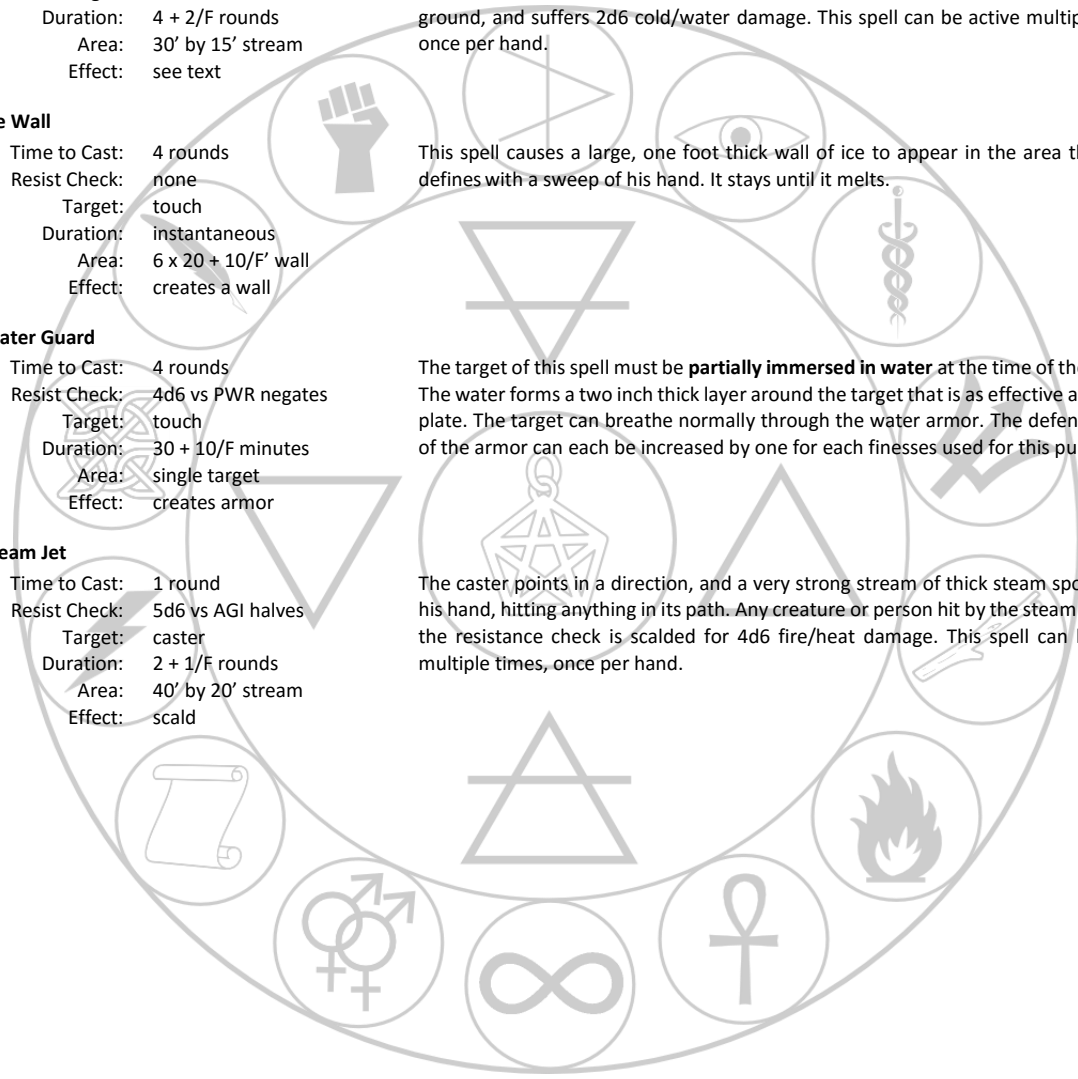 Duration: 4 + 2/F rounds
Area: 30’ by 15’ stream
Effect: see text
ground, and suffers 2d6 cold/water damage. This spell can be active
once per hand.
Wall
Time to Cast: 4 rounds
Resist Check: none
Target: touch
Duration: instantaneous
Area: 6 x 20 + 10/F’ wall
Effect: creates a wall
This spell causes a large, one foot thick wall of ice to appear in the area
defines with a sweep of his hand. It stays until it melts.
Guard
Time to Cast: 4 rounds
Resist Check: 4d6 vs PWR negates
Target: touch
Duration: 30 + 10/F minutes
Area: single target
Effect: creates armor
The target of this spell must be partially immersed in water at the time of
The water forms a two inch thick layer around the target that is as effective
plate. The target can breathe normally through the water armor. The
of the armor can each be increased by one for each finesses used for this
Jet
Time to Cast: 1 round
Resist Check: 5d6 vs AGI halves
Target: caster
Duration: 2 + 1/F rounds
Area: 40’ by 20’ stream
Effect: scald
The caster points in a direction, and a very strong stream of thick steam
his hand, hitting anything in its path. Any creature or person hit by the steam
the resistance check is scalded for 4d6 fire/heat damage. This spell can
multiple times, once per hand.